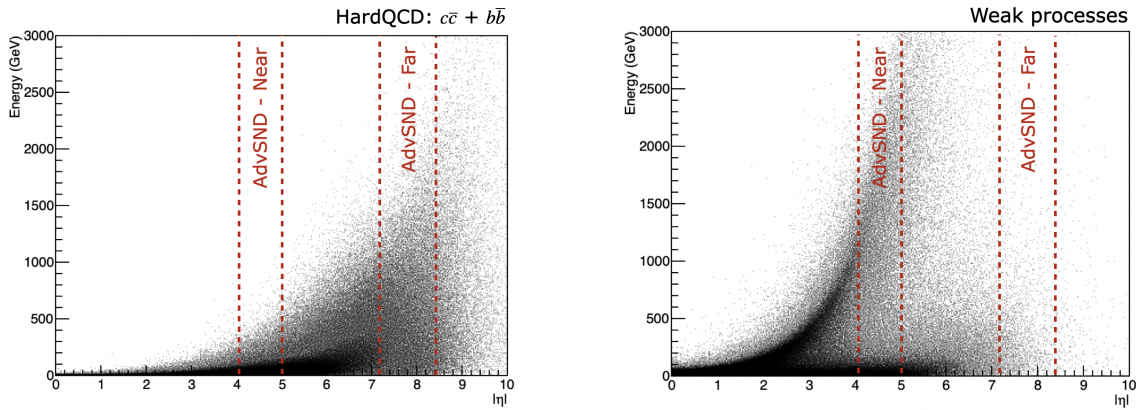 HardQCD: cc̅ + bb̅
Energy (GeV)
3000
2500
2000
1500
1000
500
0
AdvSND - Near
AdvSND - Far
0 1 2 3 4 5 6 7 8 9 10
|η|
Weak processes
Energy (GeV)
3000
2500
2000
1500
1000
500
0
AdvSND - Near
AdvSND - Far
0 1 2 3 4 5 6 7 8 9 10
|η|